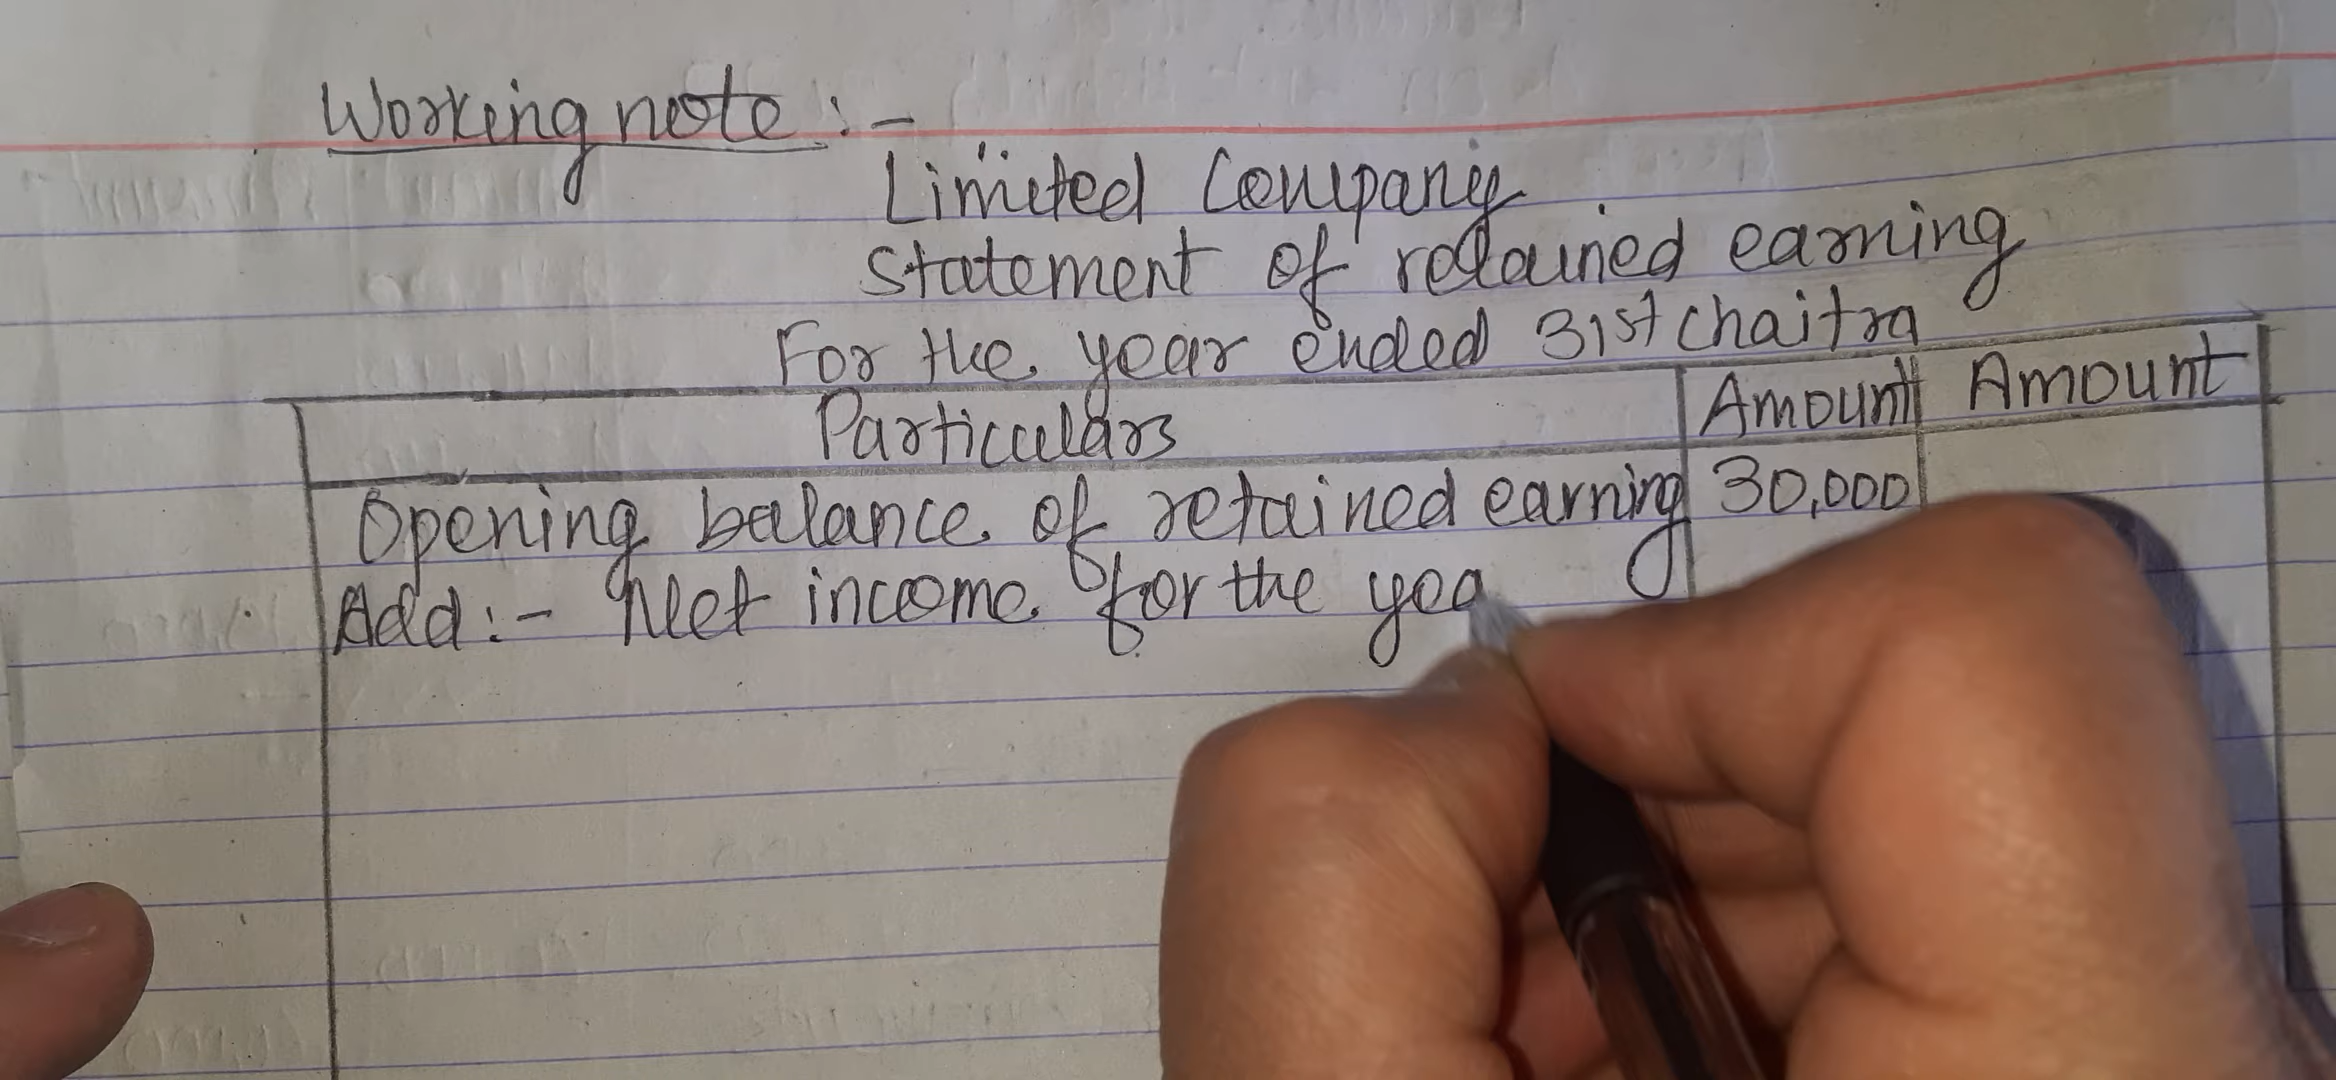 Working note :-
Limited Company
Statement of retained earning
For the year ended 31st chaitra
Particulars Amount Amount
Opening balance of retained earning 30,000
Add :- Net income for the yea